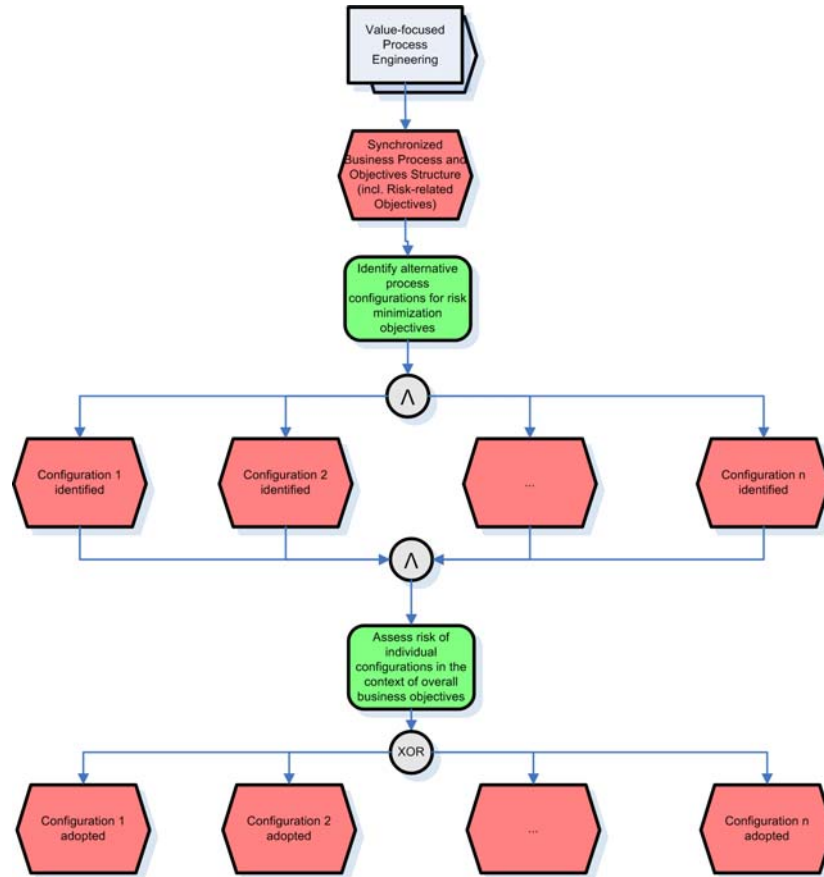 Value-focused
Process
Engineering
Synchronized
Business Process and
Objectives Structure
(incl. Risk-related
Objectives)
Identify alternative
process
configurations for risk
minimization
objectives
Λ
Configuration 1
identified
Configuration 2
identified
...
Configuration n
identified
Λ
Assess risk of
individual
configurations in the
context of overall
business objectives
XOR
Configuration 1
adopted
Configuration 2
adopted
...
Configuration n
adopted